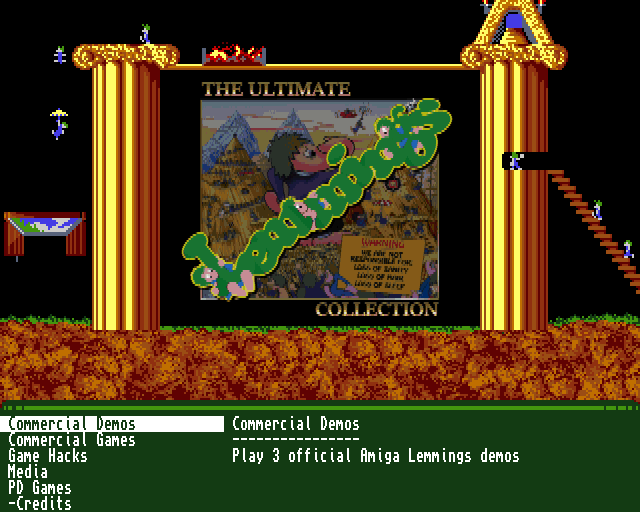 THE ULTIMATE
Lemmings
WARNING
WE ARE NOT
RESPONSIBLE FOR
LOSS OF SANITY
LOSS OF HAIR
LOSS OF SLEEP
COLLECTION
Commercial Demos
Commercial Games
Game Hacks
Media
PD Games
-Credits
Commercial Demos
----------------
Play 3 official Amiga Lemmings demos